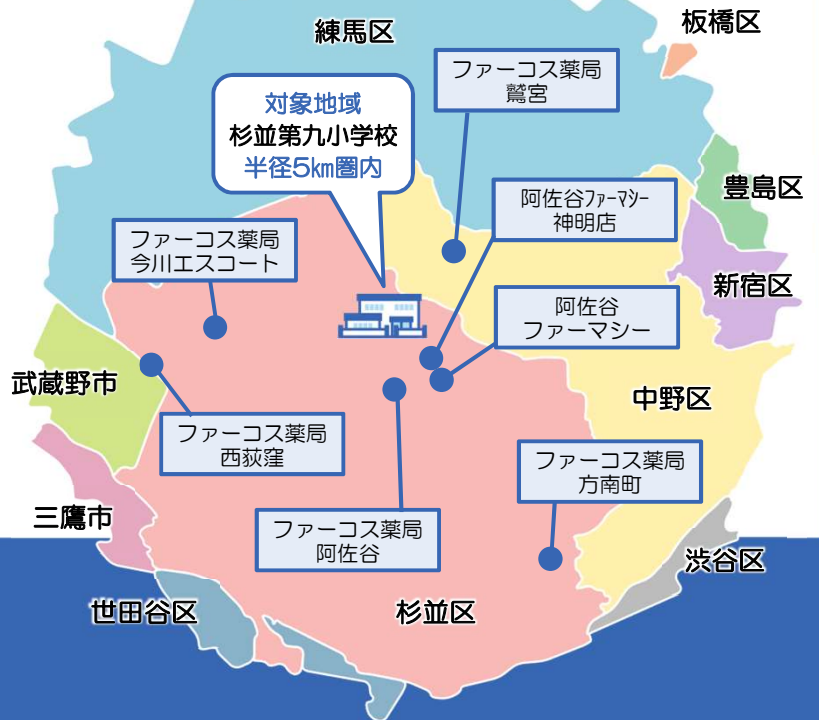 板橋区
練馬区
ファーコス薬局
鷺宮
対象地域
杉並第九小学校
半径5km圏内
豊島区
阿佐谷ファーマシー
神明店
ファーコス薬局
今川エスコート
新宿区
阿佐谷
ファーマシー
武蔵野市
中野区
ファーコス薬局
西荻窪
ファーコス薬局
方南町
三鷹市
ファーコス薬局
阿佐谷
渋谷区
世田谷区
杉並区